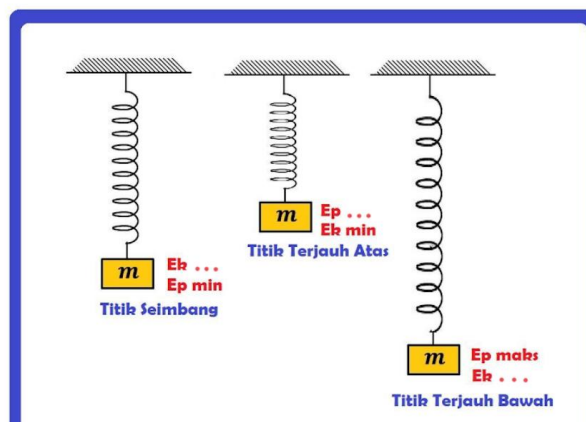 m
Ek . . .
Ep min
Titik Seimbang
m
Ep . . .
Ek min
Titik Terjauh Atas
m
Ep maks
Ek . . .
Titik Terjauh Bawah